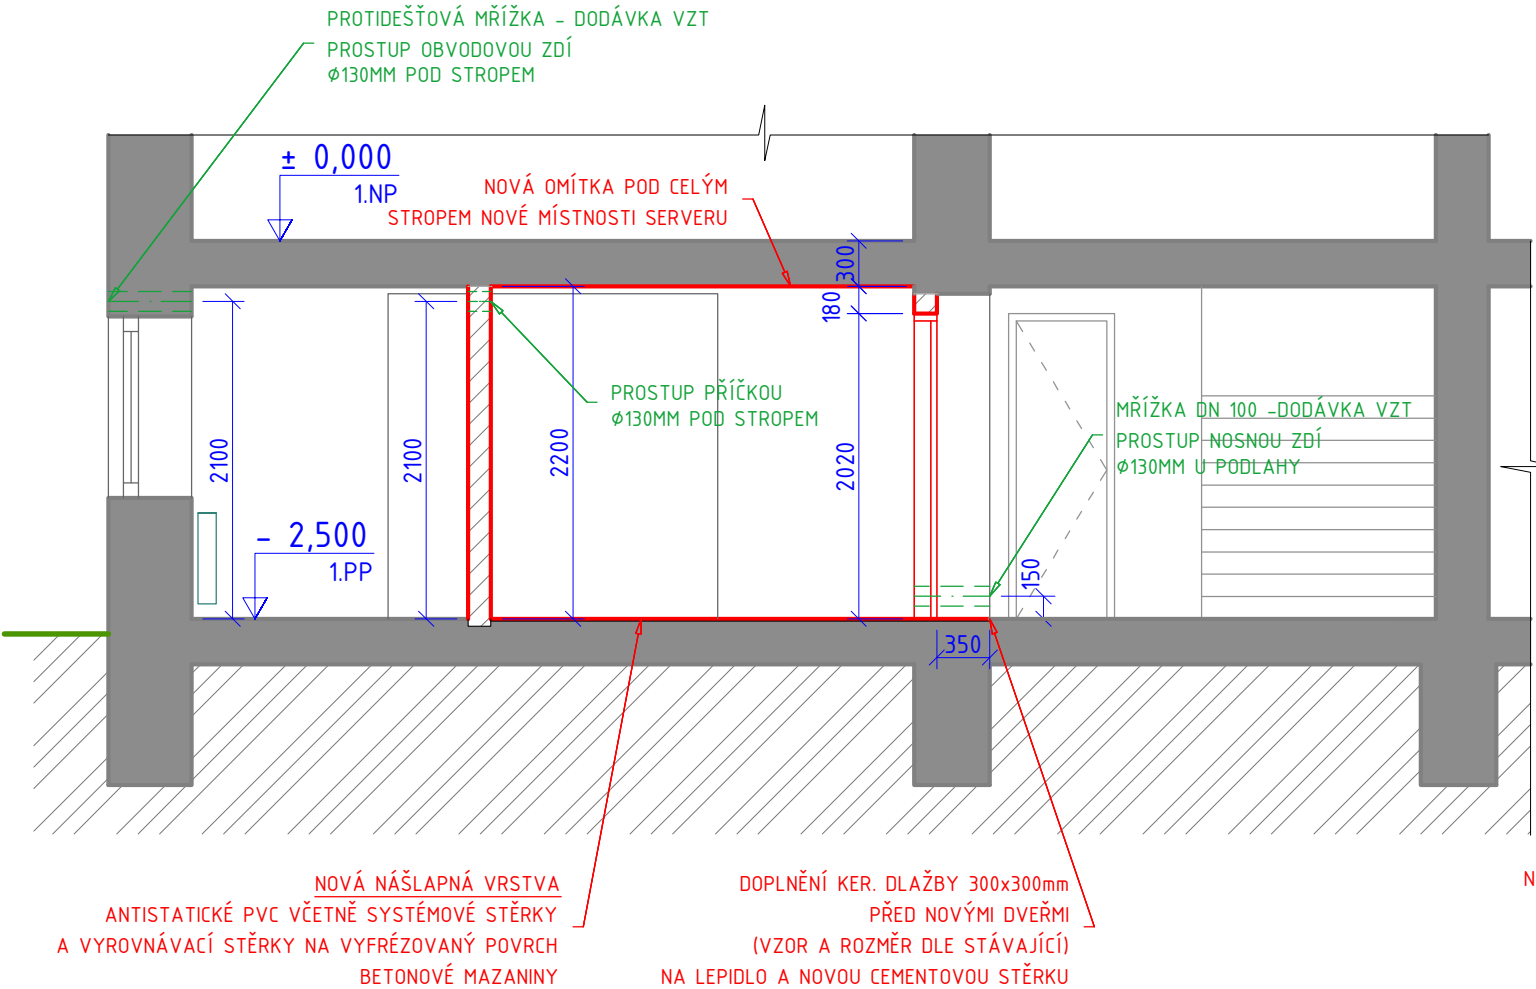 PROTIDEŠŤOVÁ MŘÍŽKA - DODÁVKA VZT
PROSTUP OBVODOVOU ZDÍ
Ø130MM POD STROPEM
± 0,000
1.NP
NOVÁ OMÍTKA POD CELÝM
STROPEM NOVÉ MÍSTNOSTI SERVERU
300
180
PROSTUP PŘÍČKOU
Ø130MM POD STROPEM
MŘÍŽKA DN 100 -DODÁVKA VZT
PROSTUP NOSNOU ZDÍ
Ø130MM U PODLAHY
2100
2100
2200
2020
- 2,500
1.PP
150
350
NOVÁ NÁŠLAPNÁ VRSTVA
ANTISTATICKÉ PVC VČETNĚ SYSTÉMOVÉ STĚRKY
A VYROVNÁVACÍ STĚRKY NA VYFRÉZOVANÝ POVRCH
BETONOVÉ MAZANINY
DOPLNĚNÍ KER. DLAŽBY 300x300mm
PŘED NOVÝMI DVEŘMI
(VZOR A ROZMĚR DLE STÁVAJÍCÍ)
NA LEPIDLO A NOVOU CEMENTOVOU STĚRKU
N